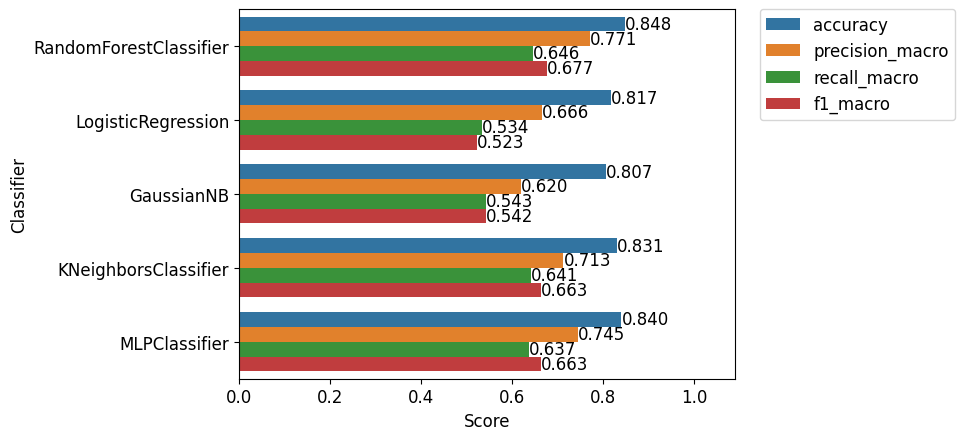 Classifier
RandomForestClassifier
0.848
0.771
0.646
0.677
LogisticRegression
0.817
0.666
0.534
0.523
GaussianNB
0.807
0.620
0.543
0.542
KNeighborsClassifier
0.831
0.713
0.641
0.663
MLPClassifier
0.840
0.745
0.637
0.663
0.0 0.2 0.4 0.6 0.8 1.0
Score
accuracy
precision_macro
recall_macro
f1_macro